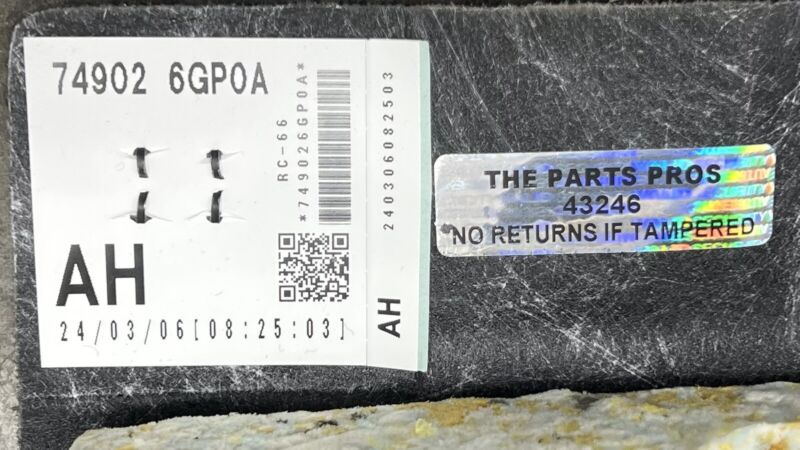 74902 6GP0A
RC-66
*749026GP0A*
240306082503
AH
24/03/06[08:25:03]
AH
THE PARTS PROS
43246
NO RETURNS IF TAMPERED